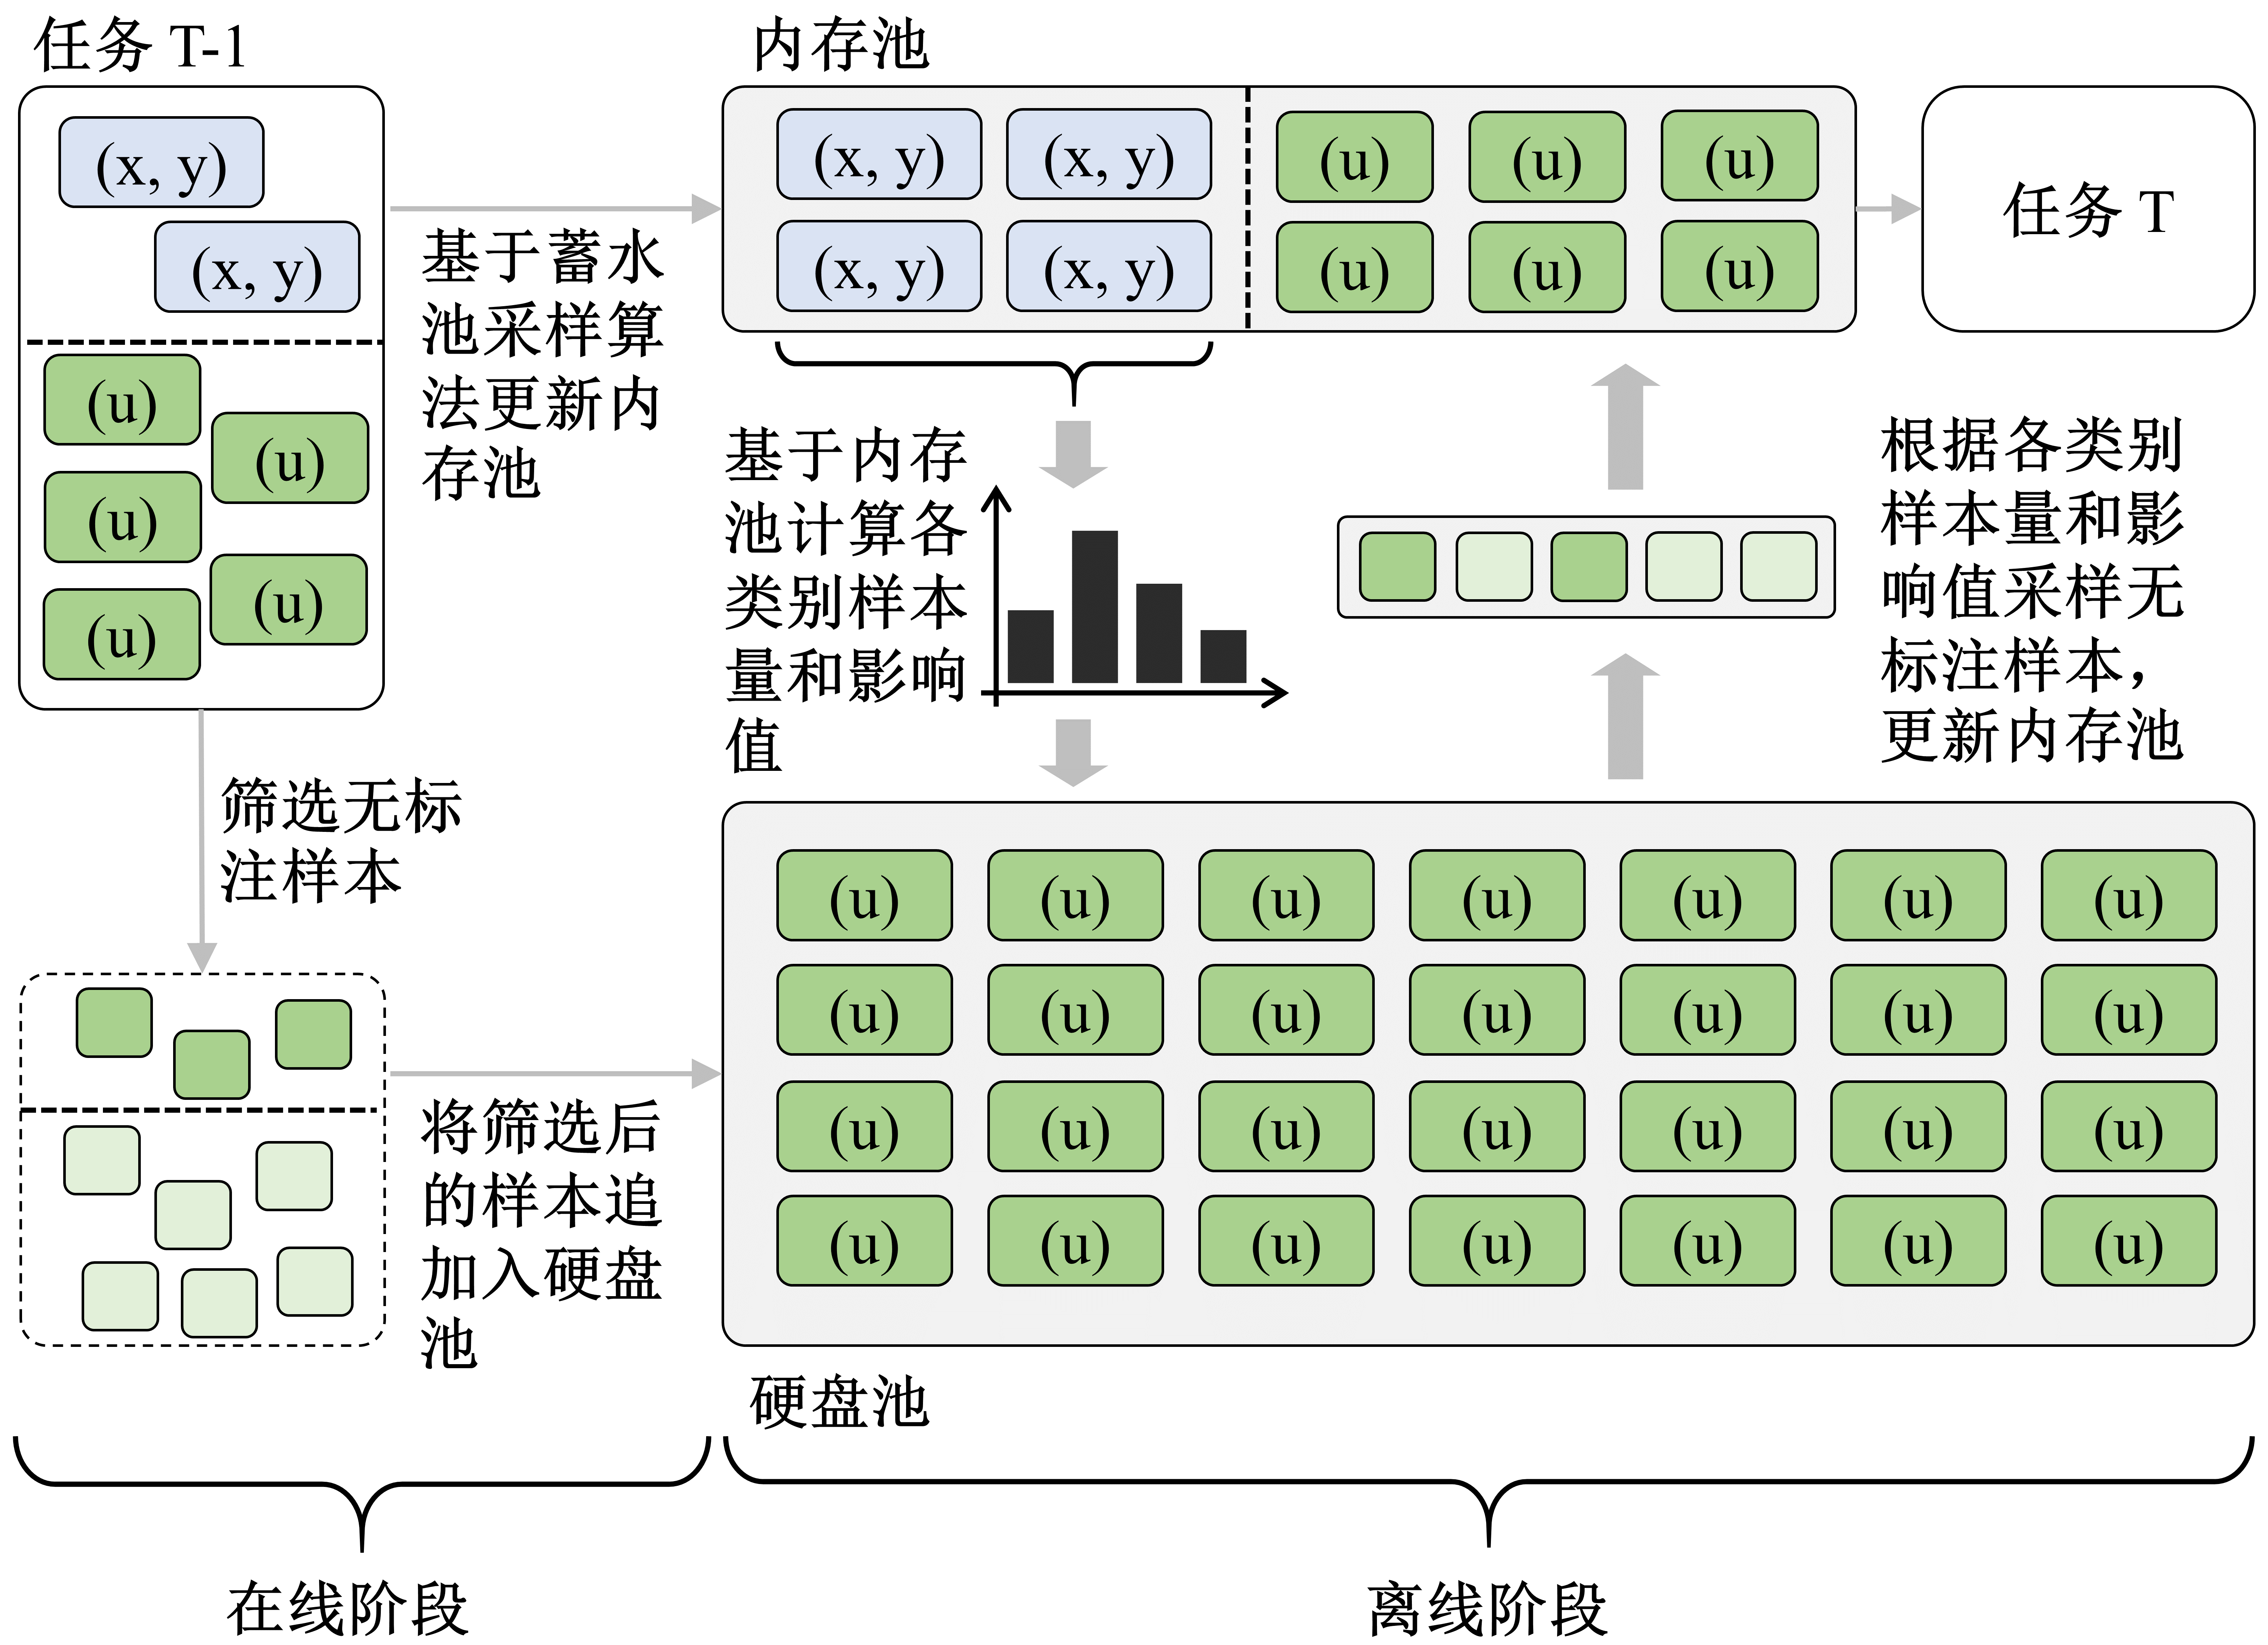 任务 T-1
(x, y)
(x, y)
(u)
(u)
(u)
(u)
(u)
基于蓄水
池采样算
法更新内
存池
内存池
(x, y) (x, y) (u) (u) (u)
(x, y) (x, y) (u) (u) (u)
任务 T
基于内存
池计算各
类别样本
量和影响
值
根据各类别
样本量和影
响值采样无
标注样本，
更新内存池
筛选无标
注样本
将筛选后
的样本追
加入硬盘
池
(u) (u) (u) (u) (u) (u) (u)
(u) (u) (u) (u) (u) (u) (u)
(u) (u) (u) (u) (u) (u) (u)
(u) (u) (u) (u) (u) (u) (u)
硬盘池
在线阶段
离线阶段